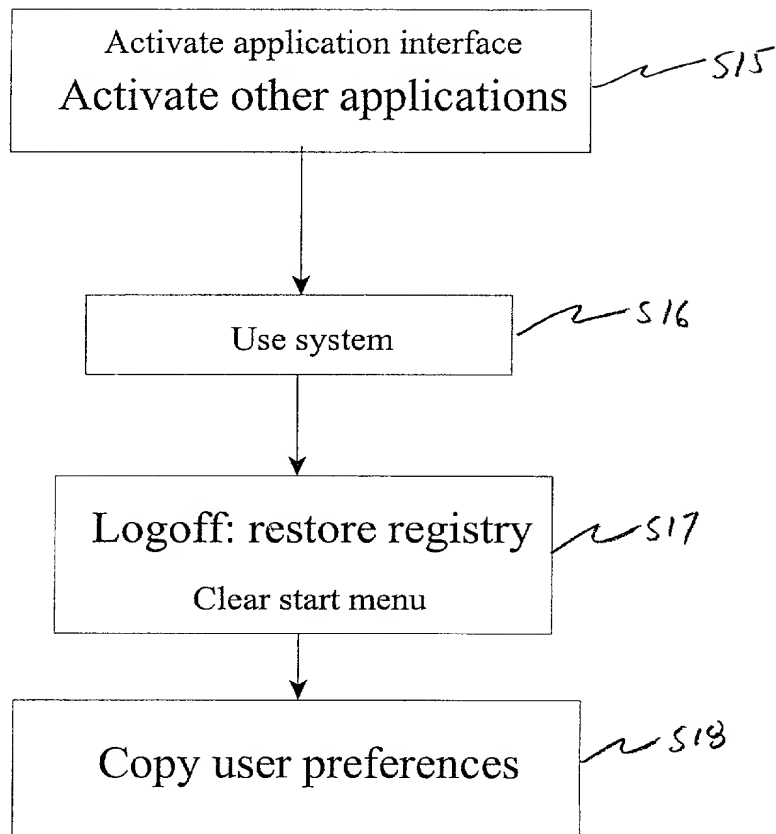 Activate application interface
Activate other applications
S15
Use system
S16
Logoff: restore registry
Clear start menu
S17
Copy user preferences
S18